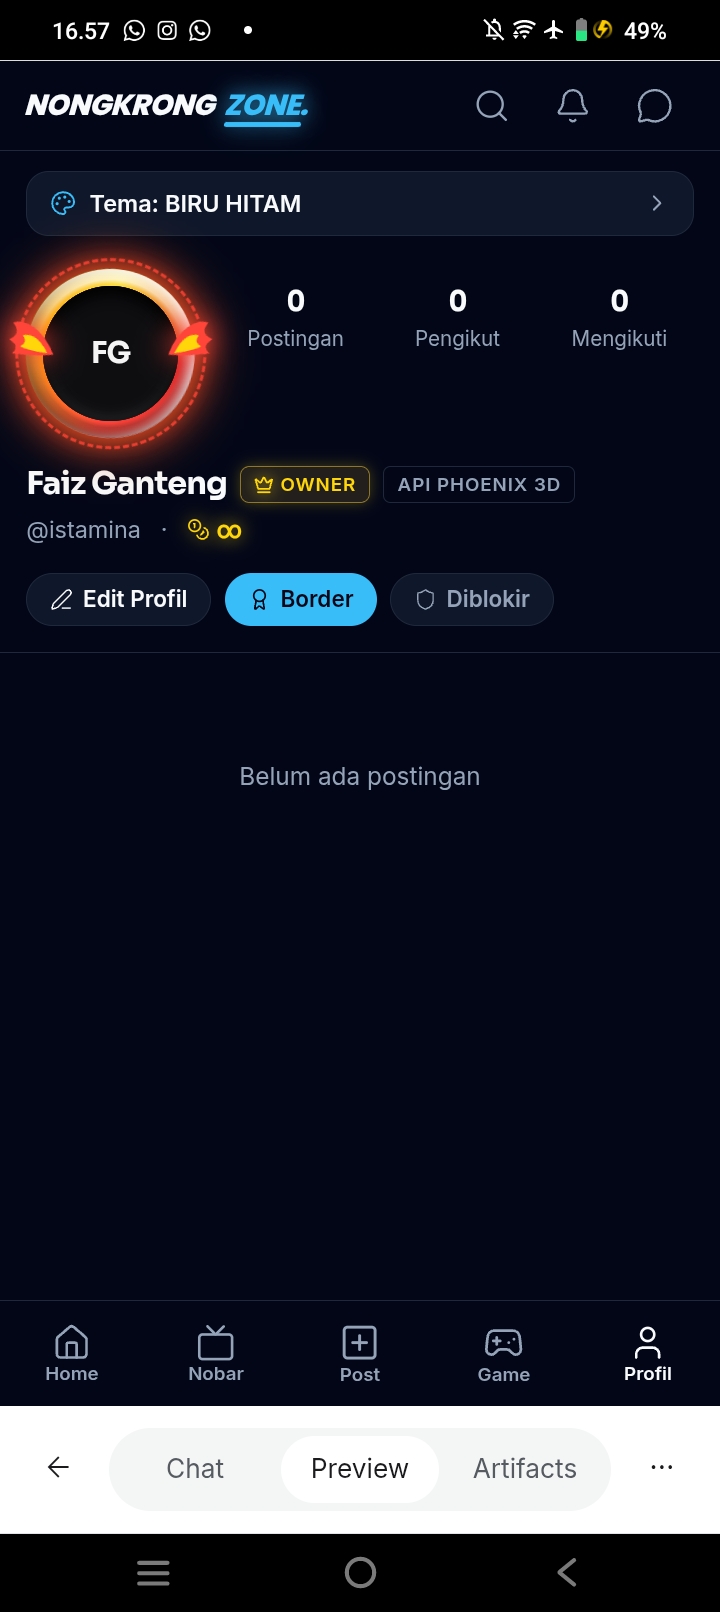 16.57 49%
NONGKRONG ZONE.
Tema: BIRU HITAM
FG
0 0 0
Postingan Pengikut Mengikuti
Faiz Ganteng OWNER API PHOENIX 3D
@istamina · ∞
Edit Profil Border Diblokir
Belum ada postingan
Home Nobar Post Game Profil
Chat Preview Artifacts